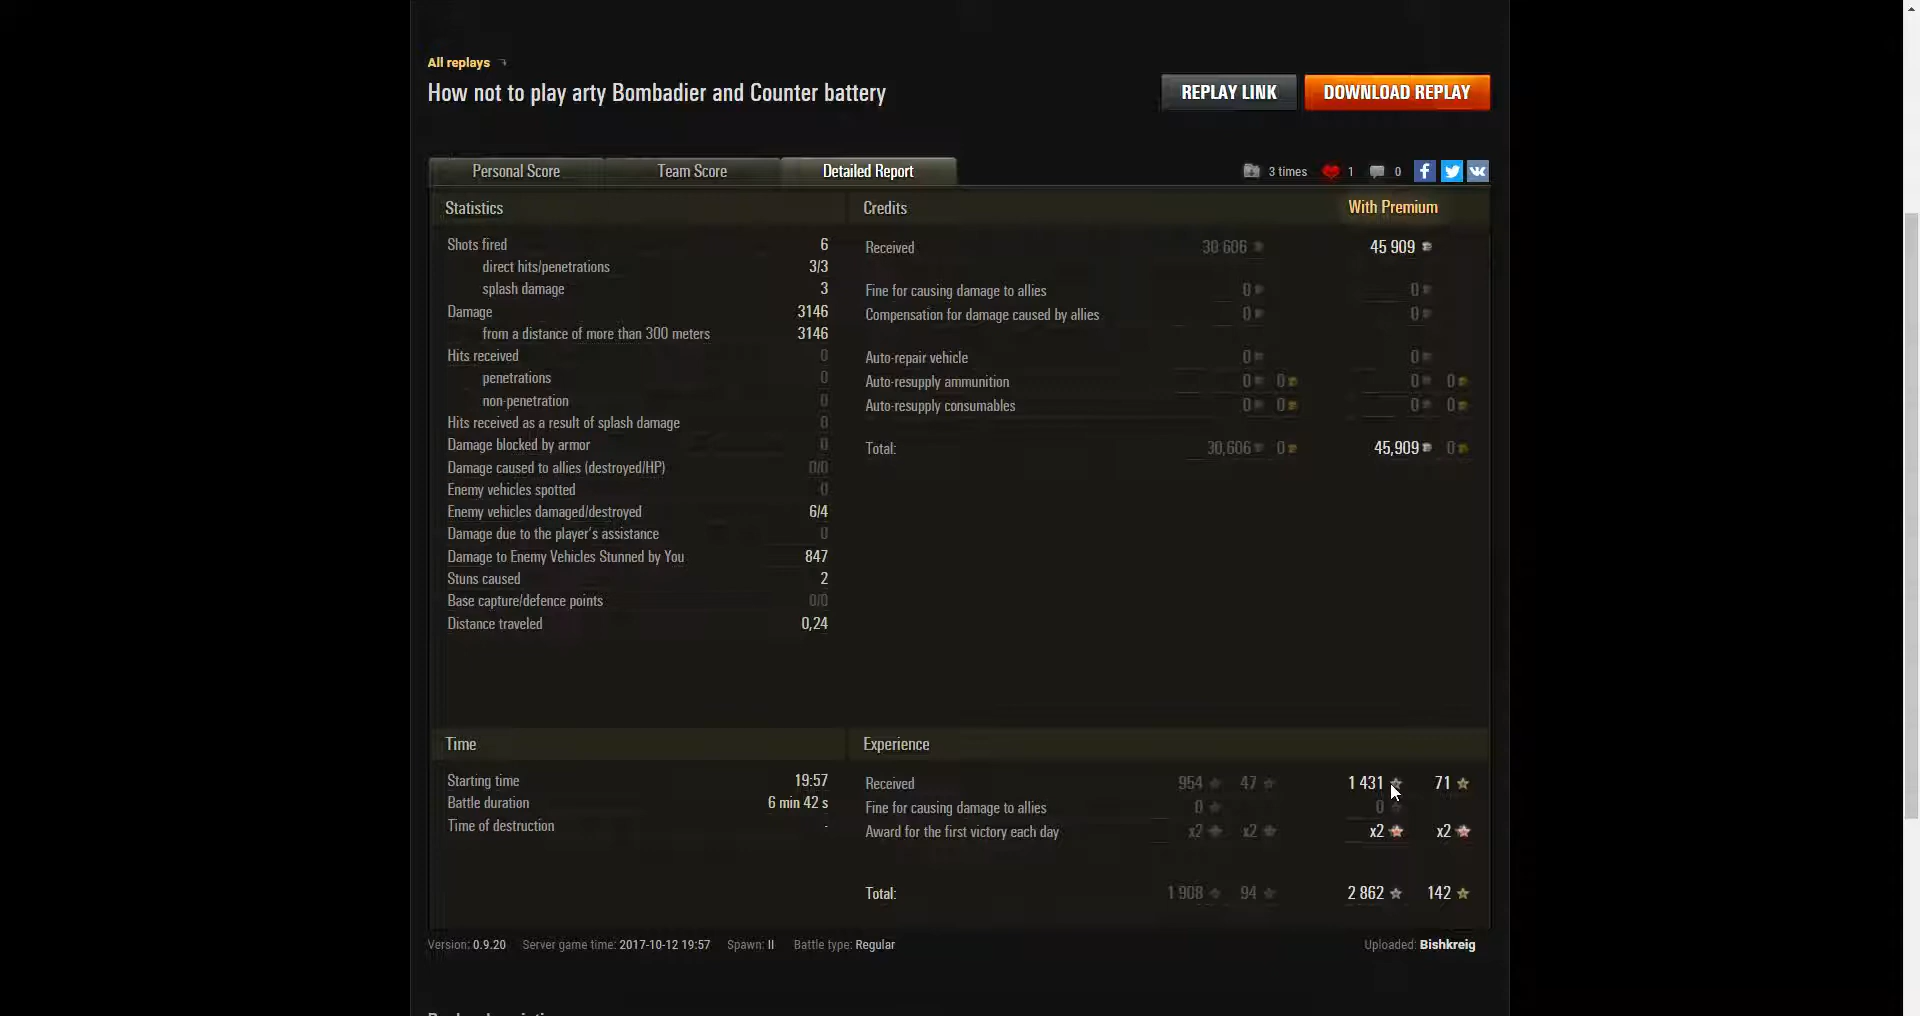 All replays
How not to play arty Bombadier and Counter battery
REPLAY LINK
DOWNLOAD REPLAY
Personal Score
Team Score
Detailed Report
3 times 1 0
Statistics
Shots fired 6
direct hits/penetrations 3/3
splash damage 3
Damage 3146
from a distance of more than 300 meters 3146
Hits received 0
penetrations 0
non-penetration 0
Hits received as a result of splash damage 0
Damage blocked by armor 0
Damage caused to allies (destroyed/HP) 0/0
Enemy vehicles spotted 0
Enemy vehicles damaged/destroyed 6/4
Damage due to the player's assistance 0
Damage to Enemy Vehicles Stunned by You 847
Stuns caused 2
Base capture/defence points 0/0
Distance traveled 0,24
Credits With Premium
Received 30 606 45 909
Fine for causing damage to allies 0 0
Compensation for damage caused by allies 0 0
Auto-repair vehicle 0 0
Auto-resupply ammunition 0 0 0 0
Auto-resupply consumables 0 0 0 0
Total: 30,606 0 45,909 0
Time
Starting time 19:57
Battle duration 6 min 42 s
Time of destruction -
Experience
Received 954 47 1 431 71
Fine for causing damage to allies 0 0
Award for the first victory each day x2 x2 x2 x2
Total: 1 908 94 2 862 142
Version: 0.9.20 Server game time: 2017-10-12 19:57 Spawn: II Battle type: Regular Uploaded: Bishkreig